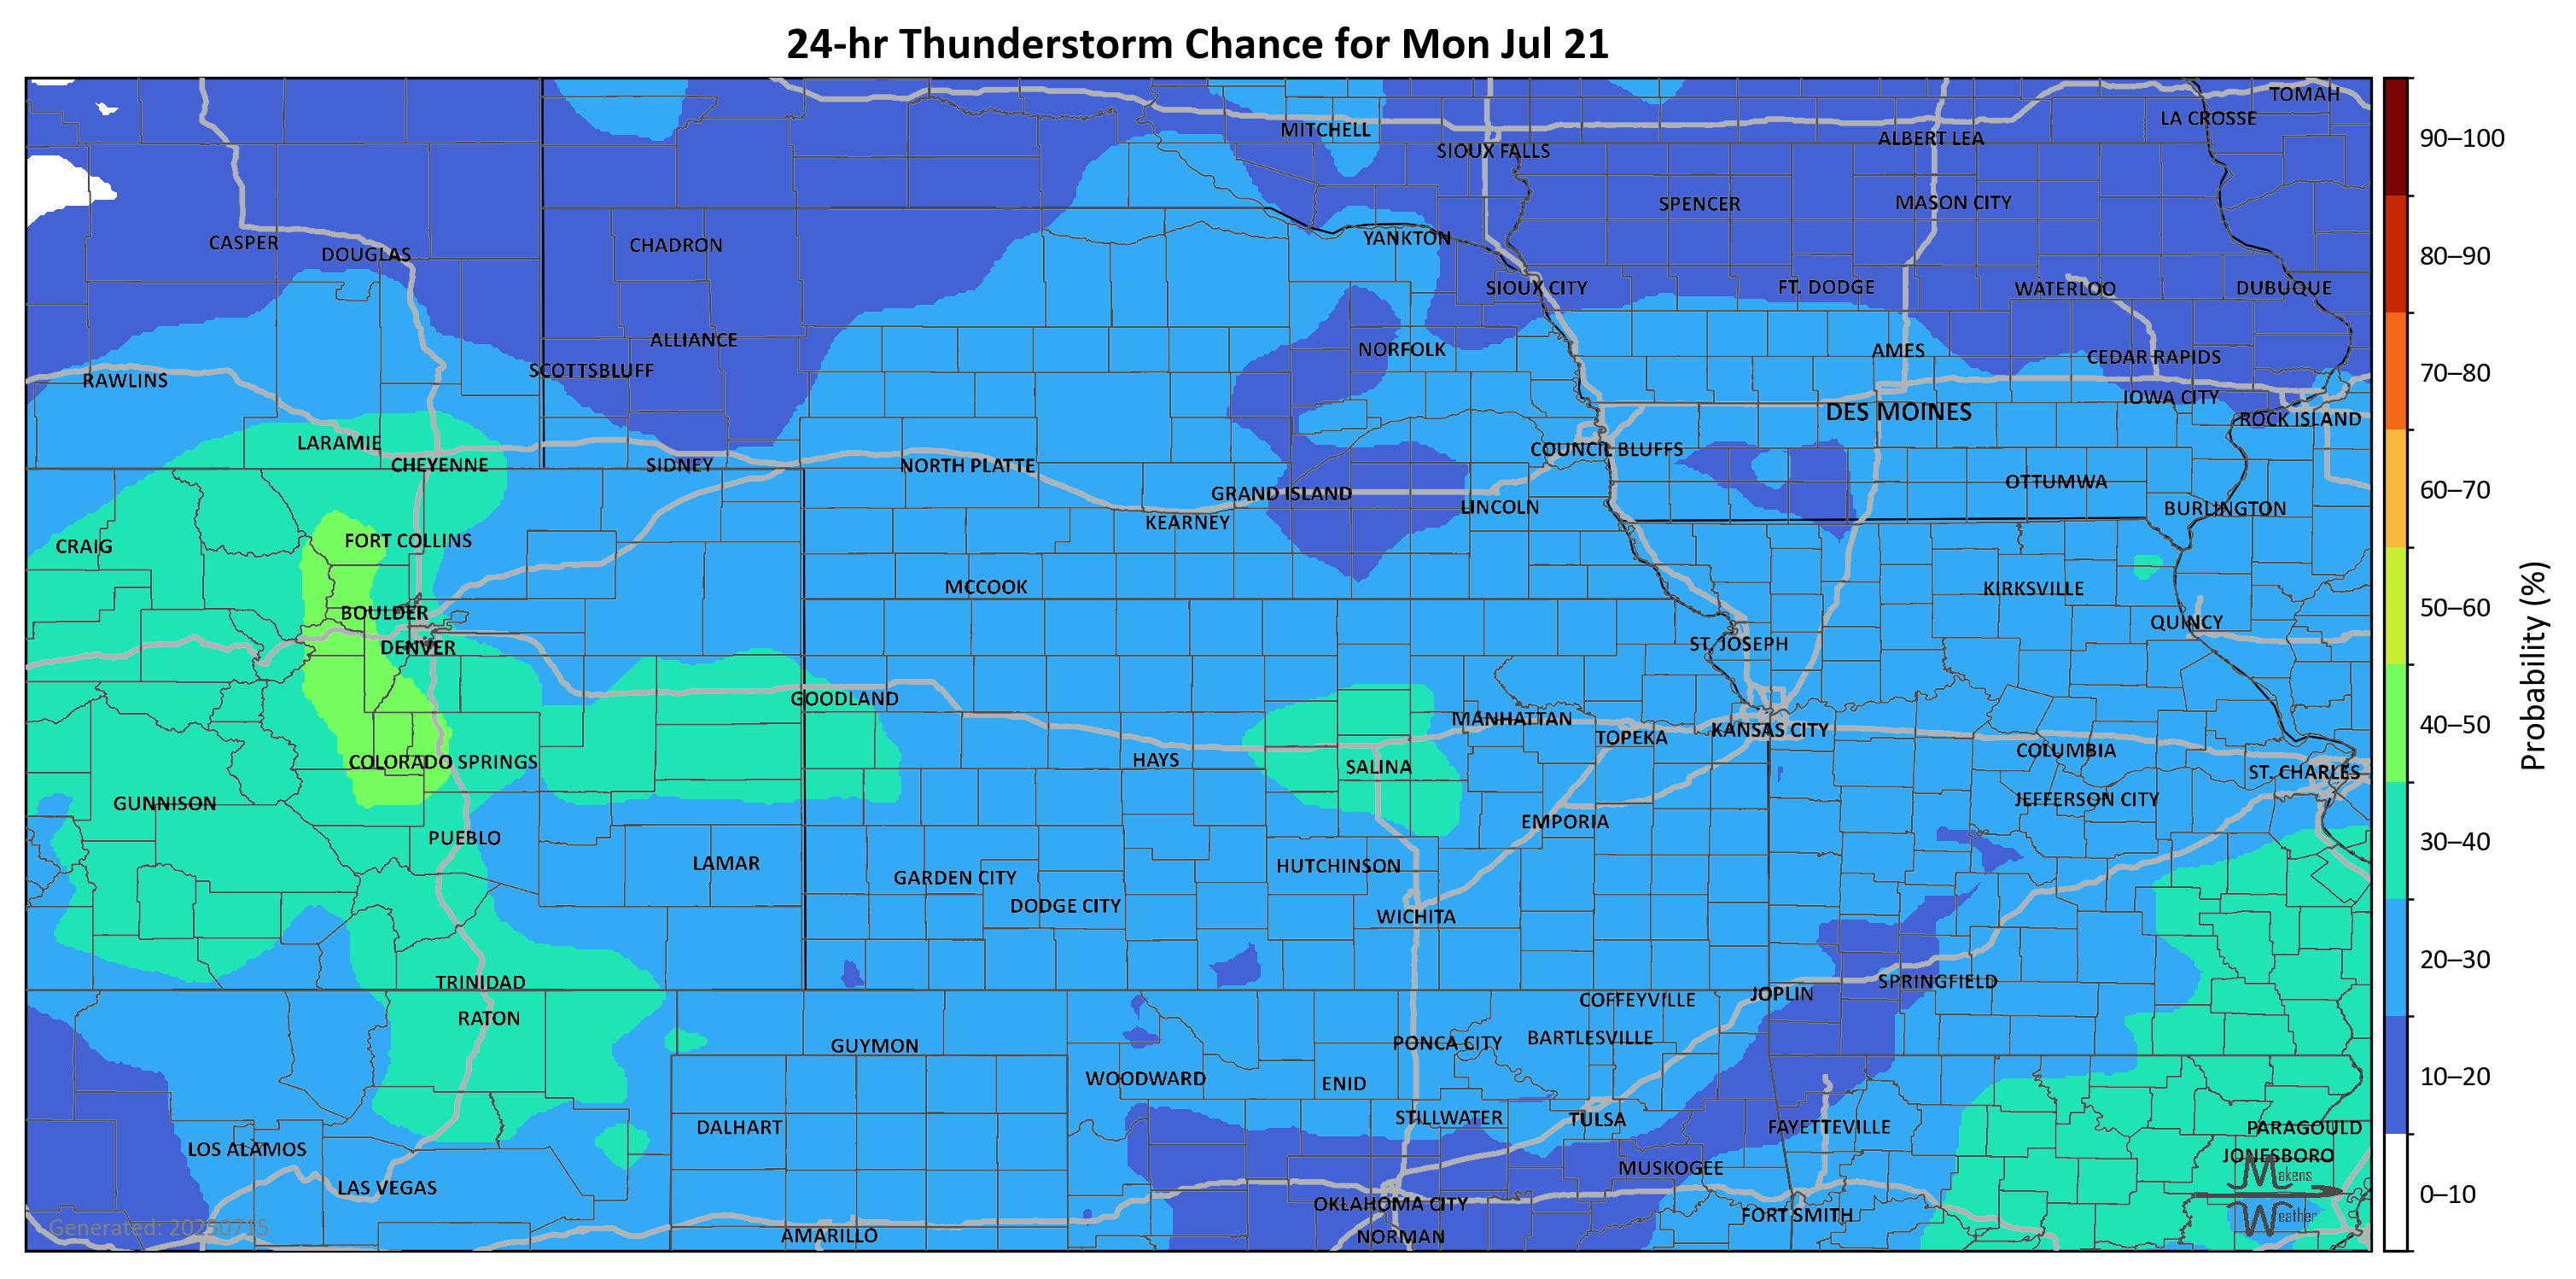 24-hr Thunderstorm Chance for Mon Jul 21
TOMAH
LA CROSSE
MITCHELL
ALBERT LEA
SIOUX FALLS
SPENCER
MASON CITY
CASPER
DOUGLAS
CHADRON
YANKTON
SIOUX CITY
FT. DODGE
WATERLOO
DUBUQUE
ALLIANCE
NORFOLK
AMES
CEDAR RAPIDS
RAWLINS
SCOTTSBLUFF
IOWA CITY
DES MOINES
ROCK ISLAND
LARAMIE
COUNCIL BLUFFS
CHEYENNE
SIDNEY
NORTH PLATTE
OTTUMWA
GRAND ISLAND
LINCOLN
BURLINGTON
KEARNEY
CRAIG
FORT COLLINS
MCCOOK
KIRKSVILLE
BOULDER
QUINCY
DENVER
ST. JOSEPH
GOODLAND
MANHATTAN
TOPEKA
KANSAS CITY
COLUMBIA
COLORADO SPRINGS
HAYS
SALINA
ST. CHARLES
GUNNISON
JEFFERSON CITY
PUEBLO
EMPORIA
LAMAR
HUTCHINSON
GARDEN CITY
DODGE CITY
WICHITA
TRINIDAD
SPRINGFIELD
JOPLIN
COFFEYVILLE
RATON
GUYMON
PONCA CITY
BARTLESVILLE
WOODWARD
ENID
STILLWATER
TULSA
DALHART
FAYETTEVILLE
PARAGOULD
LOS ALAMOS
JONESBORO
MUSKOGEE
LAS VEGAS
OKLAHOMA CITY
FORT SMITH
AMARILLO
NORMAN
Generated: 20250715
Makens
Weather
90–100
80–90
70–80
60–70
50–60
40–50
30–40
20–30
10–20
0–10
Probability (%)